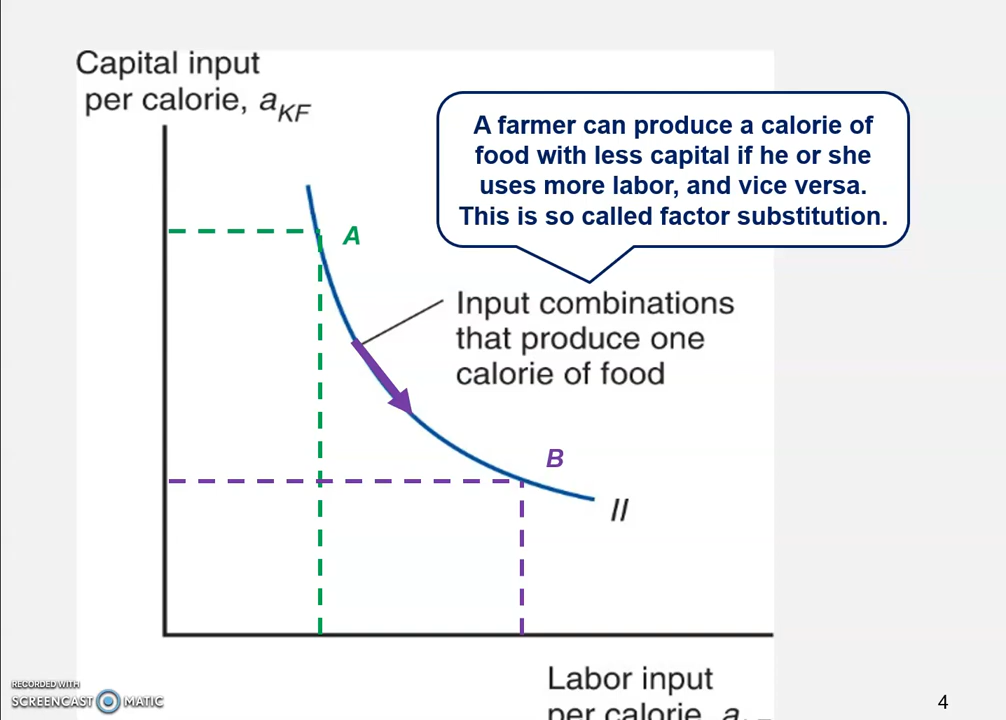 Capital input
per calorie, aKF
A farmer can produce a calorie of
food with less capital if he or she
uses more labor, and vice versa.
This is so called factor substitution.
A
Input combinations
that produce one
calorie of food
B
II
Labor input
per calorie, a
RECORDED WITH
SCREENCAST MATIC
4